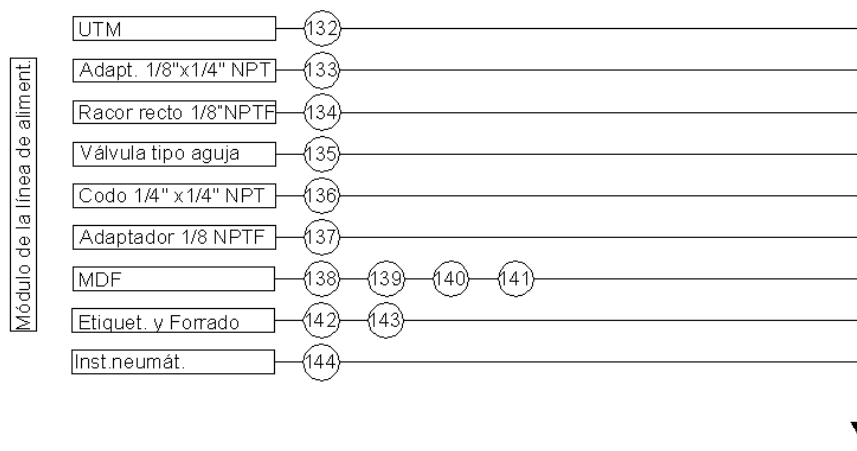 Módulo de la línea de aliment.
UTM 132
Adapt. 1/8"x1/4" NPT 133
Racor recto 1/8"NPTF 134
Válvula tipo aguja 135
Codo 1/4" x1/4" NPT 136
Adaptador 1/8 NPTF 137
MDF 138 139 140 141
Etiquet. y Forrado 142 143
Inst.neumát. 144